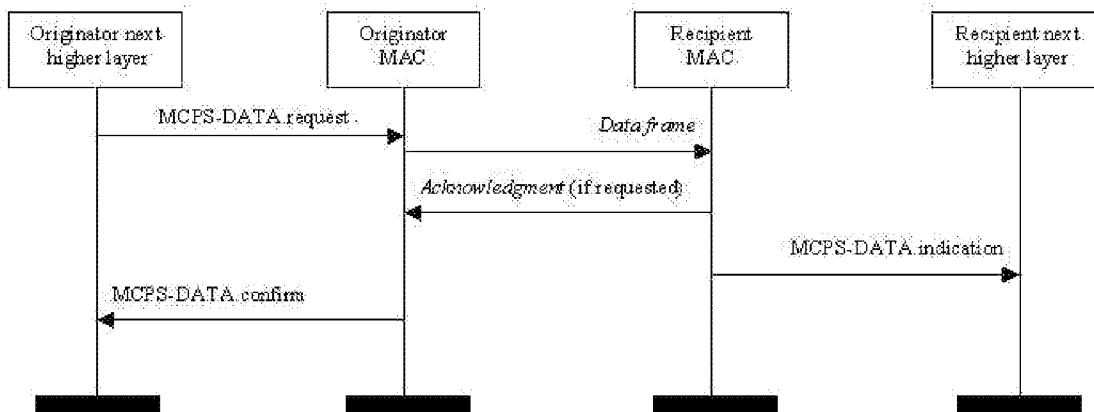 Originator next
higher layer
Originator
MAC
Recipient
MAC
Recipient next
higher layer
MCPS-DATA.request
Data frame
Acknowledgment (if requested)
MCPS-DATA.indication
MCPS-DATA.confirm